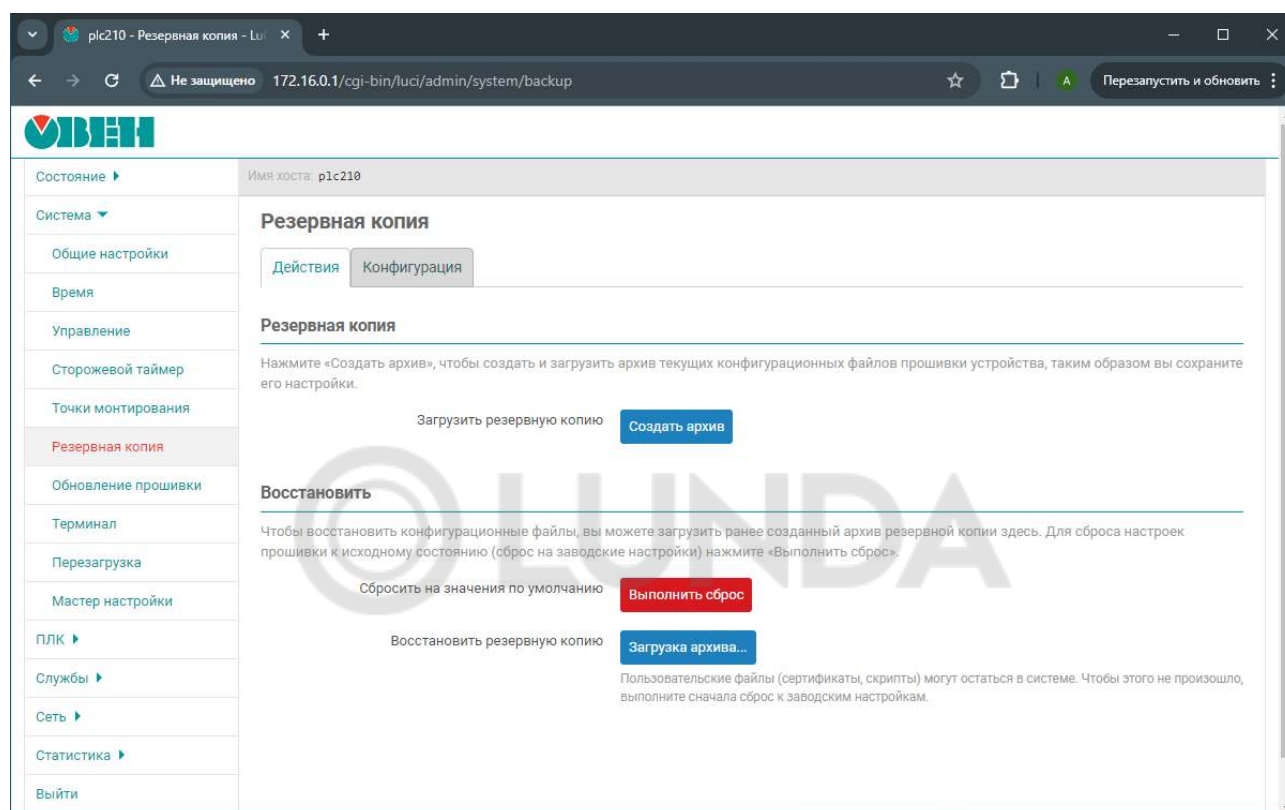 plc210 - Резервная копия - Lu
Не защищено 172.16.0.1/cgi-bin/luci/admin/system/backup
А
Перезапустить и обновить
ОВЕН
Состояние
Имя хоста: plc210
Система
Общие настройки
Время
Управление
Сторожевой таймер
Точки монтирования
Резервная копия
Обновление прошивки
Терминал
Перезагрузка
Мастер настройки
ПЛК
Службы
Сеть
Статистика
Выйти
Резервная копия
Действия Конфигурация
Резервная копия
Нажмите «Создать архив», чтобы создать и загрузить архив текущих конфигурационных файлов прошивки устройства, таким образом вы сохраните
его настройки.
Загрузить резервную копию Создать архив
Восстановить
Чтобы восстановить конфигурационные файлы, вы можете загрузить ранее созданный архив резервной копии здесь. Для сброса настроек
прошивки к исходному состоянию (сброс на заводские настройки) нажмите «Выполнить сброс».
Сбросить на значения по умолчанию Выполнить сброс
Восстановить резервную копию Загрузка архива...
Пользовательские файлы (сертификаты, скрипты) могут остаться в системе. Чтобы этого не произошло,
выполните сначала сброс к заводским настройкам.
LUNDA